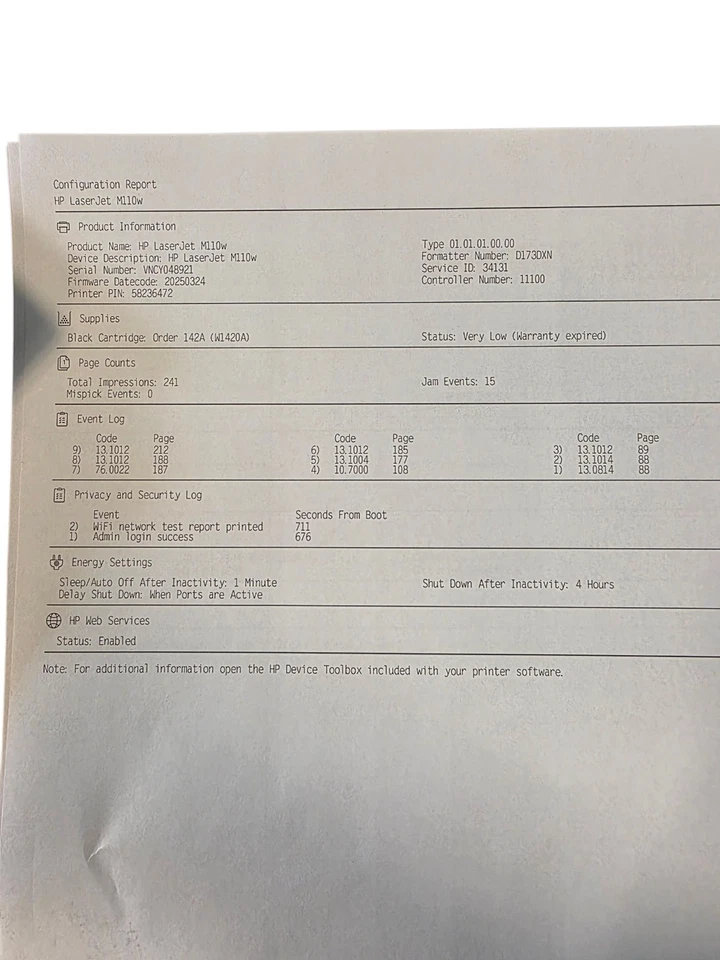 Configuration Report
HP LaserJet M110w
Product Information
Product Name: HP LaserJet M110w
Device Description: HP LaserJet M110w
Serial Number: VNCY048921
Firmware Datecode: 20250324
Printer PIN: 58236472
Type 01.01.01.00.00
Formatter Number: D173DXN
Service ID: 34131
Controller Number: 11100
Supplies
Black Cartridge: Order 142A (W1420A) Status: Very Low (Warranty expired)
Page Counts
Total Impressions: 241 Jam Events: 15
Mispick Events: 0
Event Log
Code Page Code Page Code Page
9) 13.1012 212 6) 13.1012 185 3) 13.1012 89
8) 13.1012 188 5) 13.1004 177 2) 13.1014 88
7) 76.0022 187 4) 10.7000 108 1) 13.0814 88
Privacy and Security Log
Event Seconds From Boot
2) WiFi network test report printed 711
1) Admin login success 676
Energy Settings
Sleep/Auto Off After Inactivity: 1 Minute Shut Down After Inactivity: 4 Hours
Delay Shut Down: When Ports are Active
HP Web Services
Status: Enabled
Note: For additional information open the HP Device Toolbox included with your printer software.